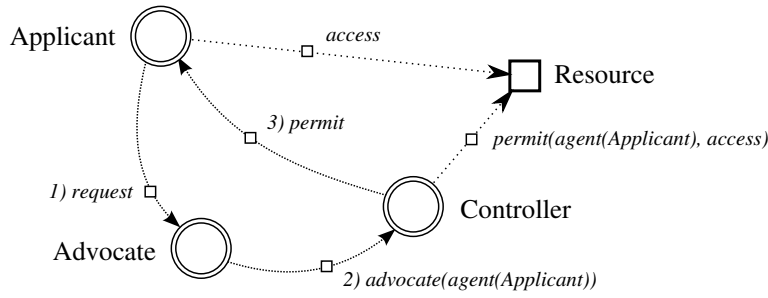 Applicant
access
Resource
3) permit
permit(agent(Applicant), access)
1) request
Controller
Advocate
2) advocate(agent(Applicant))